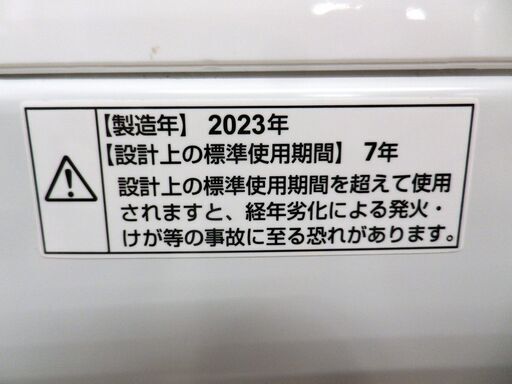 【製造年】 2023年
【設計上の標準使用期間】 7年
設計上の標準使用期間を超えて使用
されますと、経年劣化による発火・
けが等の事故に至る恐れがあります。